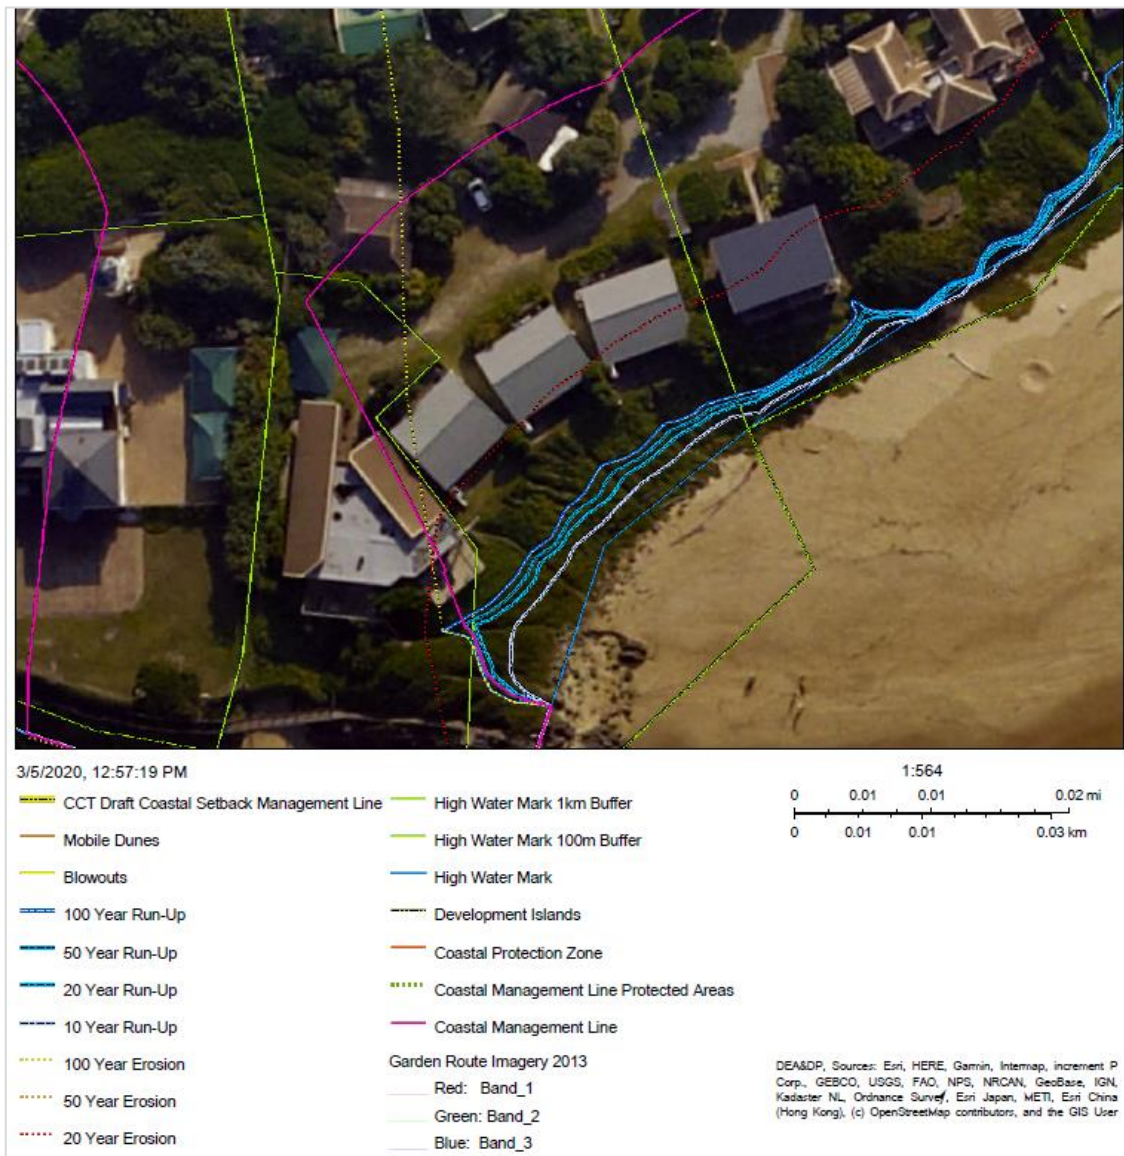 3/5/2020, 12:57:19 PM
CCT Draft Coastal Setback Management Line
Mobile Dunes
Blowouts
100 Year Run-Up
50 Year Run-Up
20 Year Run-Up
10 Year Run-Up
100 Year Erosion
50 Year Erosion
20 Year Erosion
High Water Mark 1km Buffer
High Water Mark 100m Buffer
High Water Mark
Development Islands
Coastal Protection Zone
Coastal Management Line Protected Areas
Coastal Management Line
Garden Route Imagery 2013
Red: Band_1
Green: Band_2
Blue: Band_3
1:564
0 0.01 0.01 0.02 mi
0 0.01 0.01 0.03 km
DEA&DP, Sources: Esri, HERE, Garmin, Intermap, increment P
Corp., GEBCO, USGS, FAO, NPS, NRCAN, GeoBase, IGN,
Kadaster NL, Ordnance Survey, Esri Japan, METI, Esri China
(Hong Kong), (c) OpenStreetMap contributors, and the GIS User